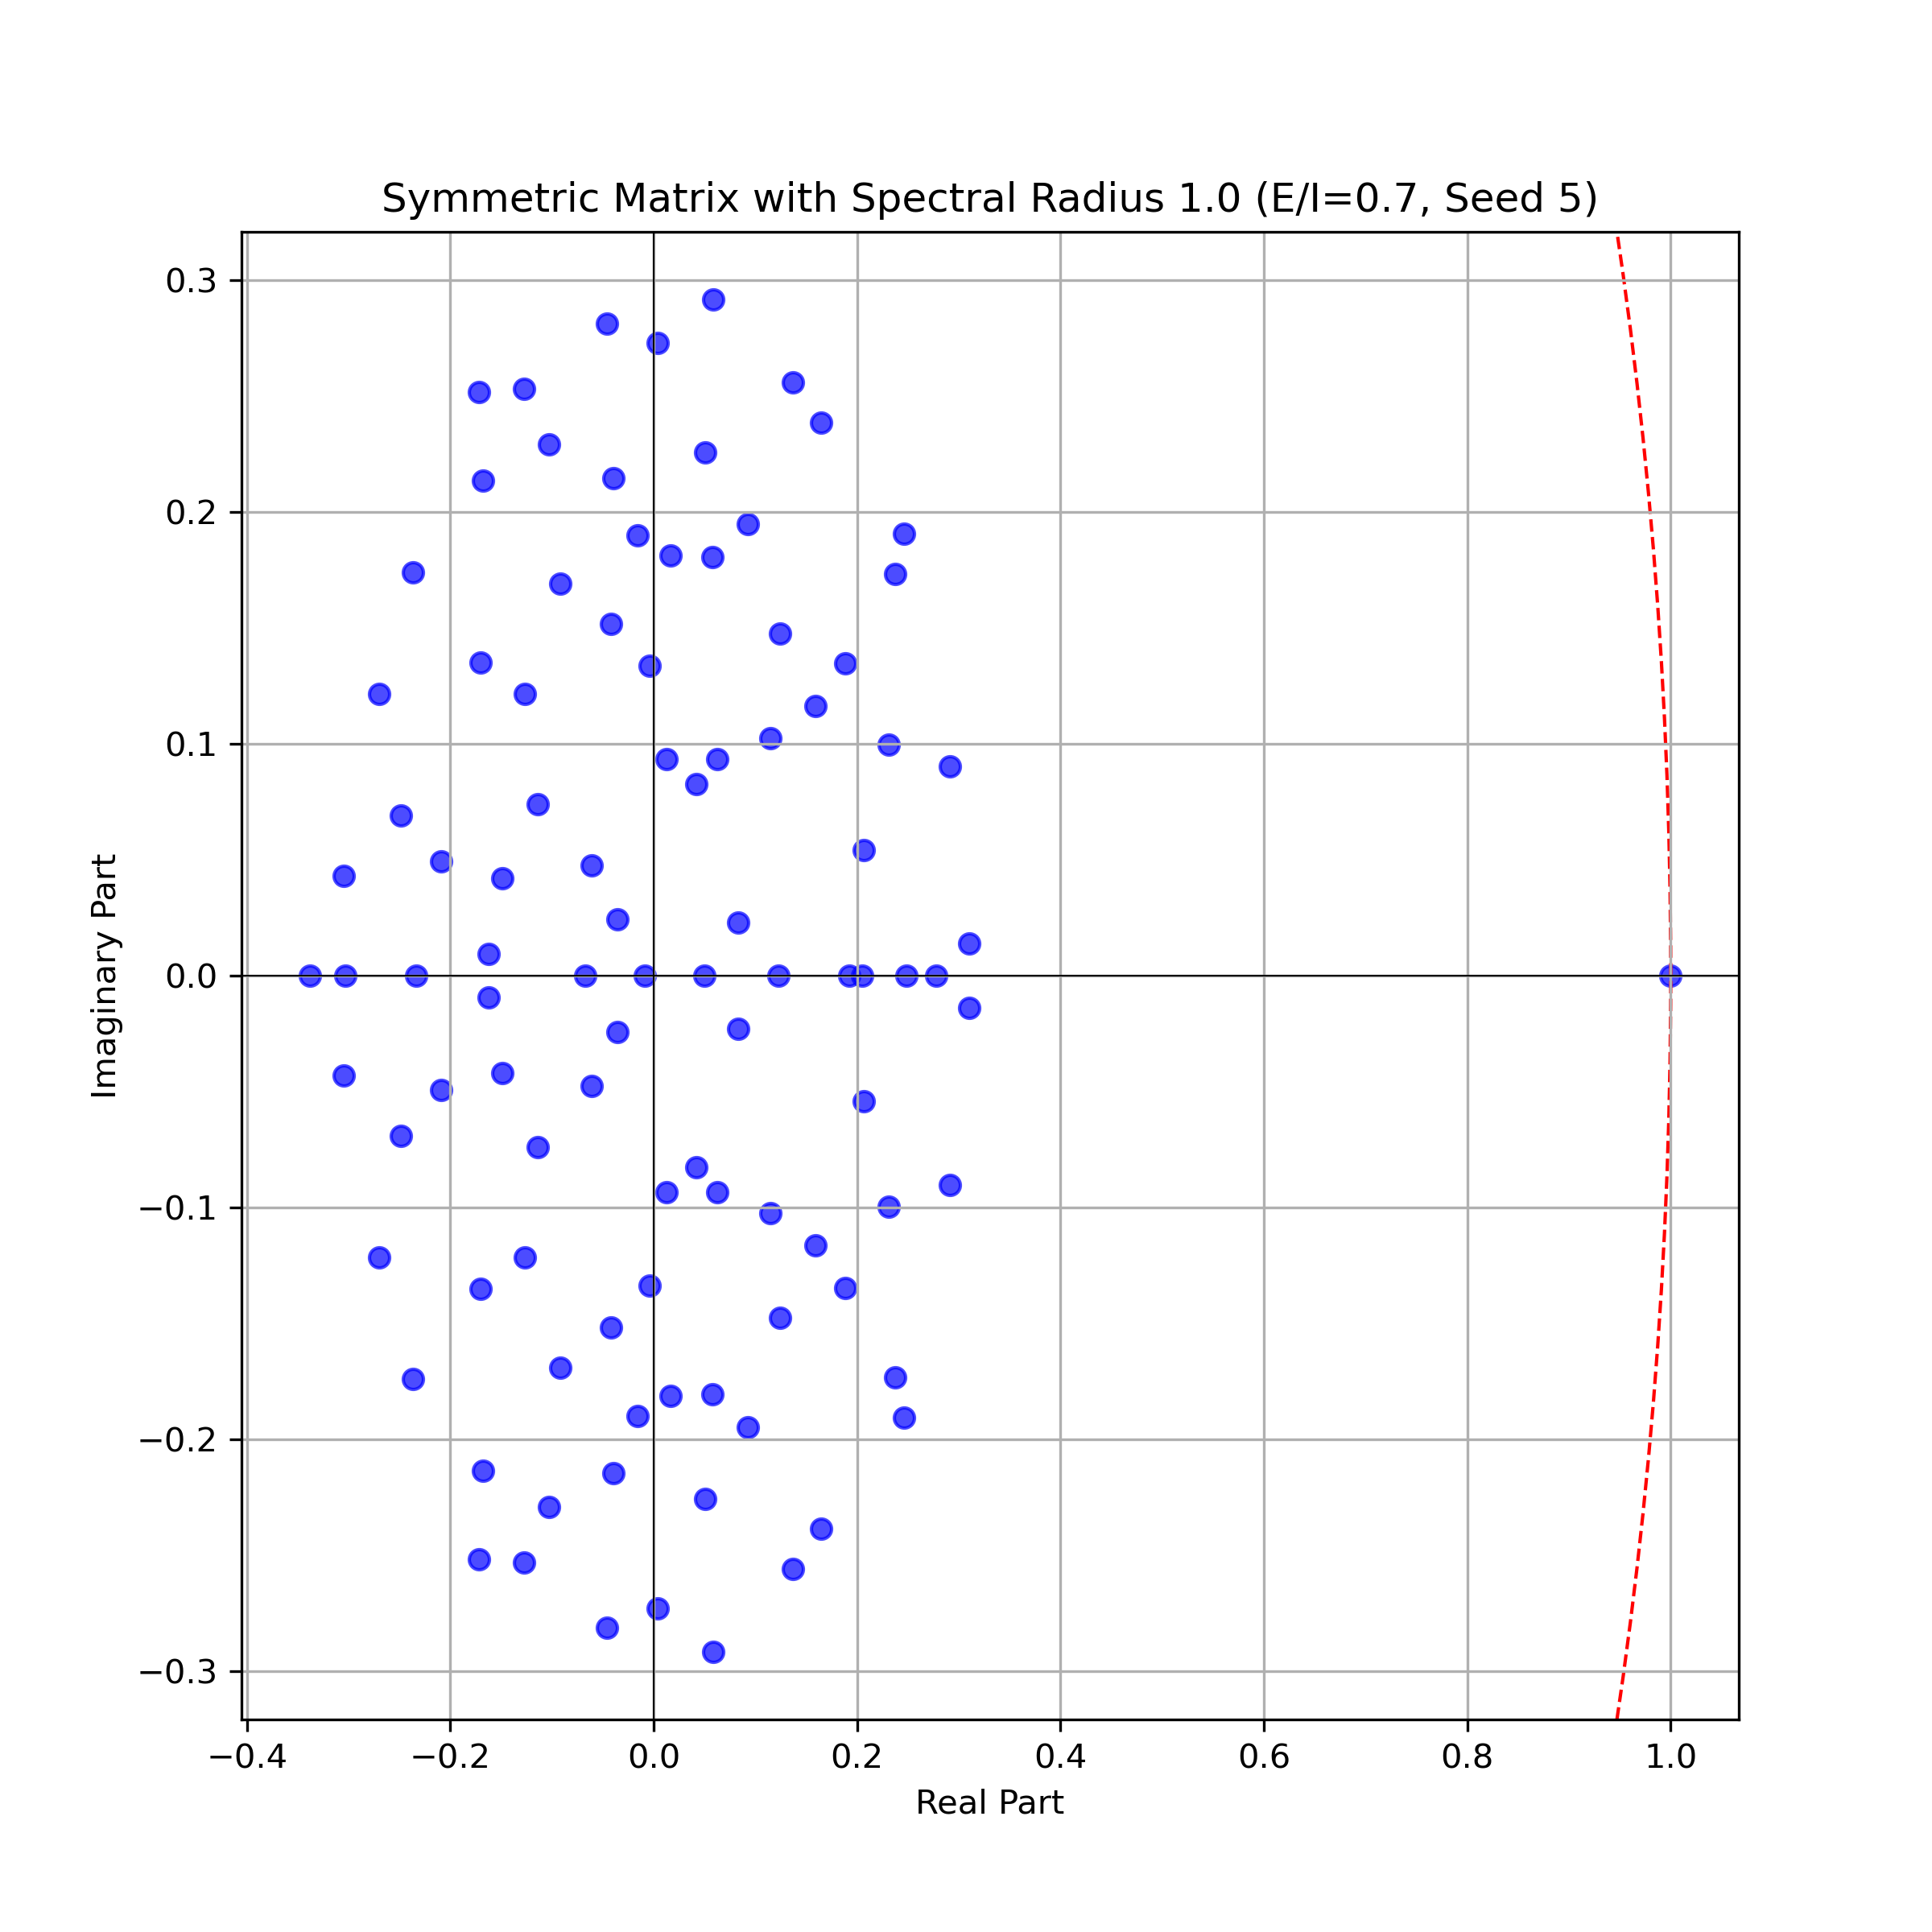 Symmetric Matrix with Spectral Radius 1.0 (E/I=0.7, Seed 5)
0.3
0.2
0.1
0.0
−0.1
−0.2
−0.3
Imaginary Part
−0.4 −0.2 0.0 0.2 0.4 0.6 0.8 1.0
Real Part